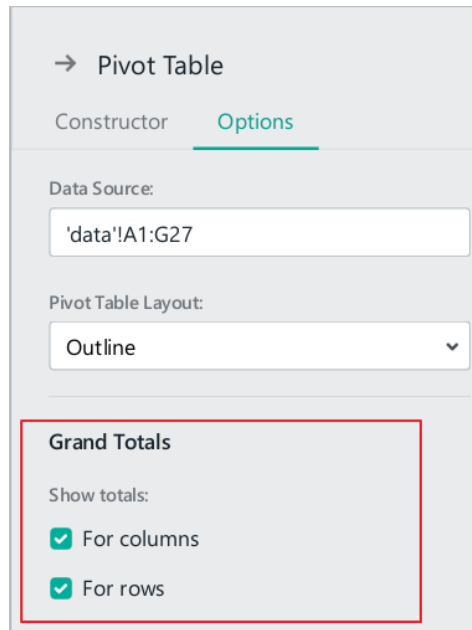 Pivot Table
Constructor Options
Data Source:
'data'!A1:G27
Pivot Table Layout:
Outline
Grand Totals
Show totals:
For columns
For rows